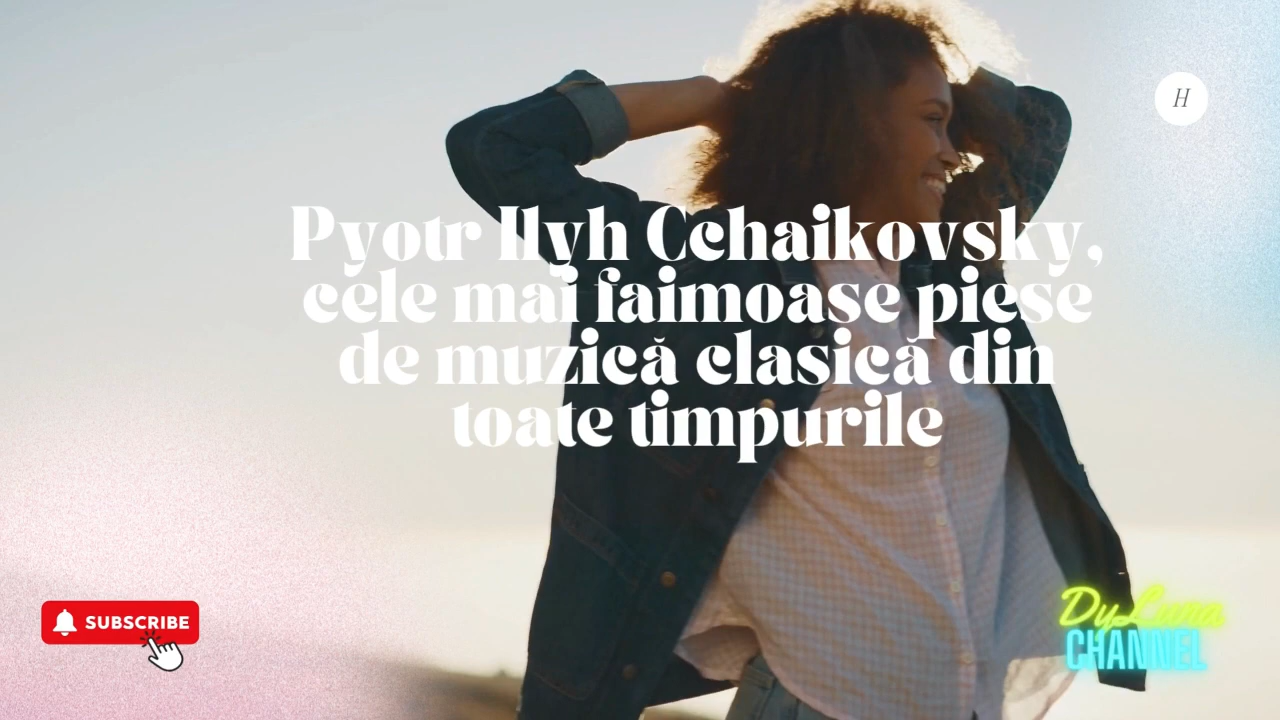 H
Pyotr Ilyh Cchaikovsky,
cele mai faimoase piese
de muzică clasică din
toate timpurile
SUBSCRIBE
DyLuna
CHANNEL